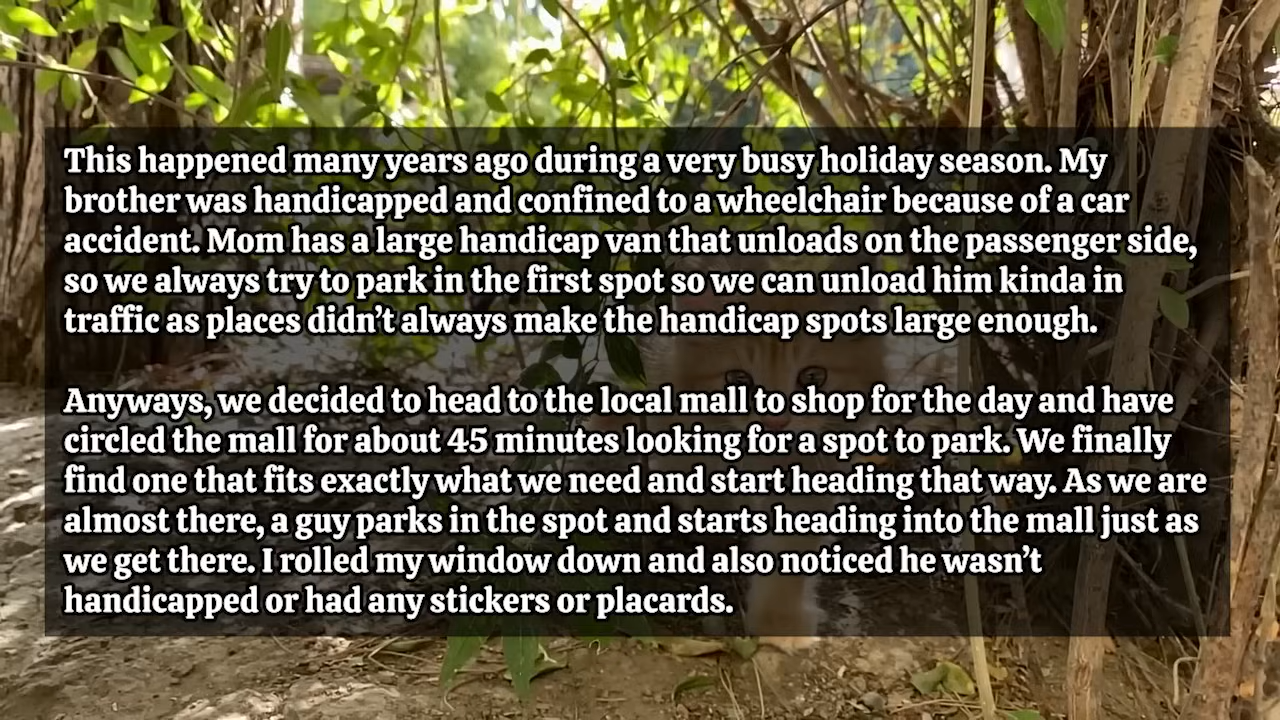 This happened many years ago during a very busy holiday season. My
brother was handicapped and confined to a wheelchair because of a car
accident. Mom has a large handicap van that unloads on the passenger side,
so we always try to park in the first spot so we can unload him kinda in
traffic as places didn’t always make the handicap spots large enough.
Anyways, we decided to head to the local mall to shop for the day and have
circled the mall for about 45 minutes looking for a spot to park. We finally
find one that fits exactly what we need and start heading that way. As we are
almost there, a guy parks in the spot and starts heading into the mall just as
we get there. I rolled my window down and also noticed he wasn’t
handicapped or had any stickers or placards.